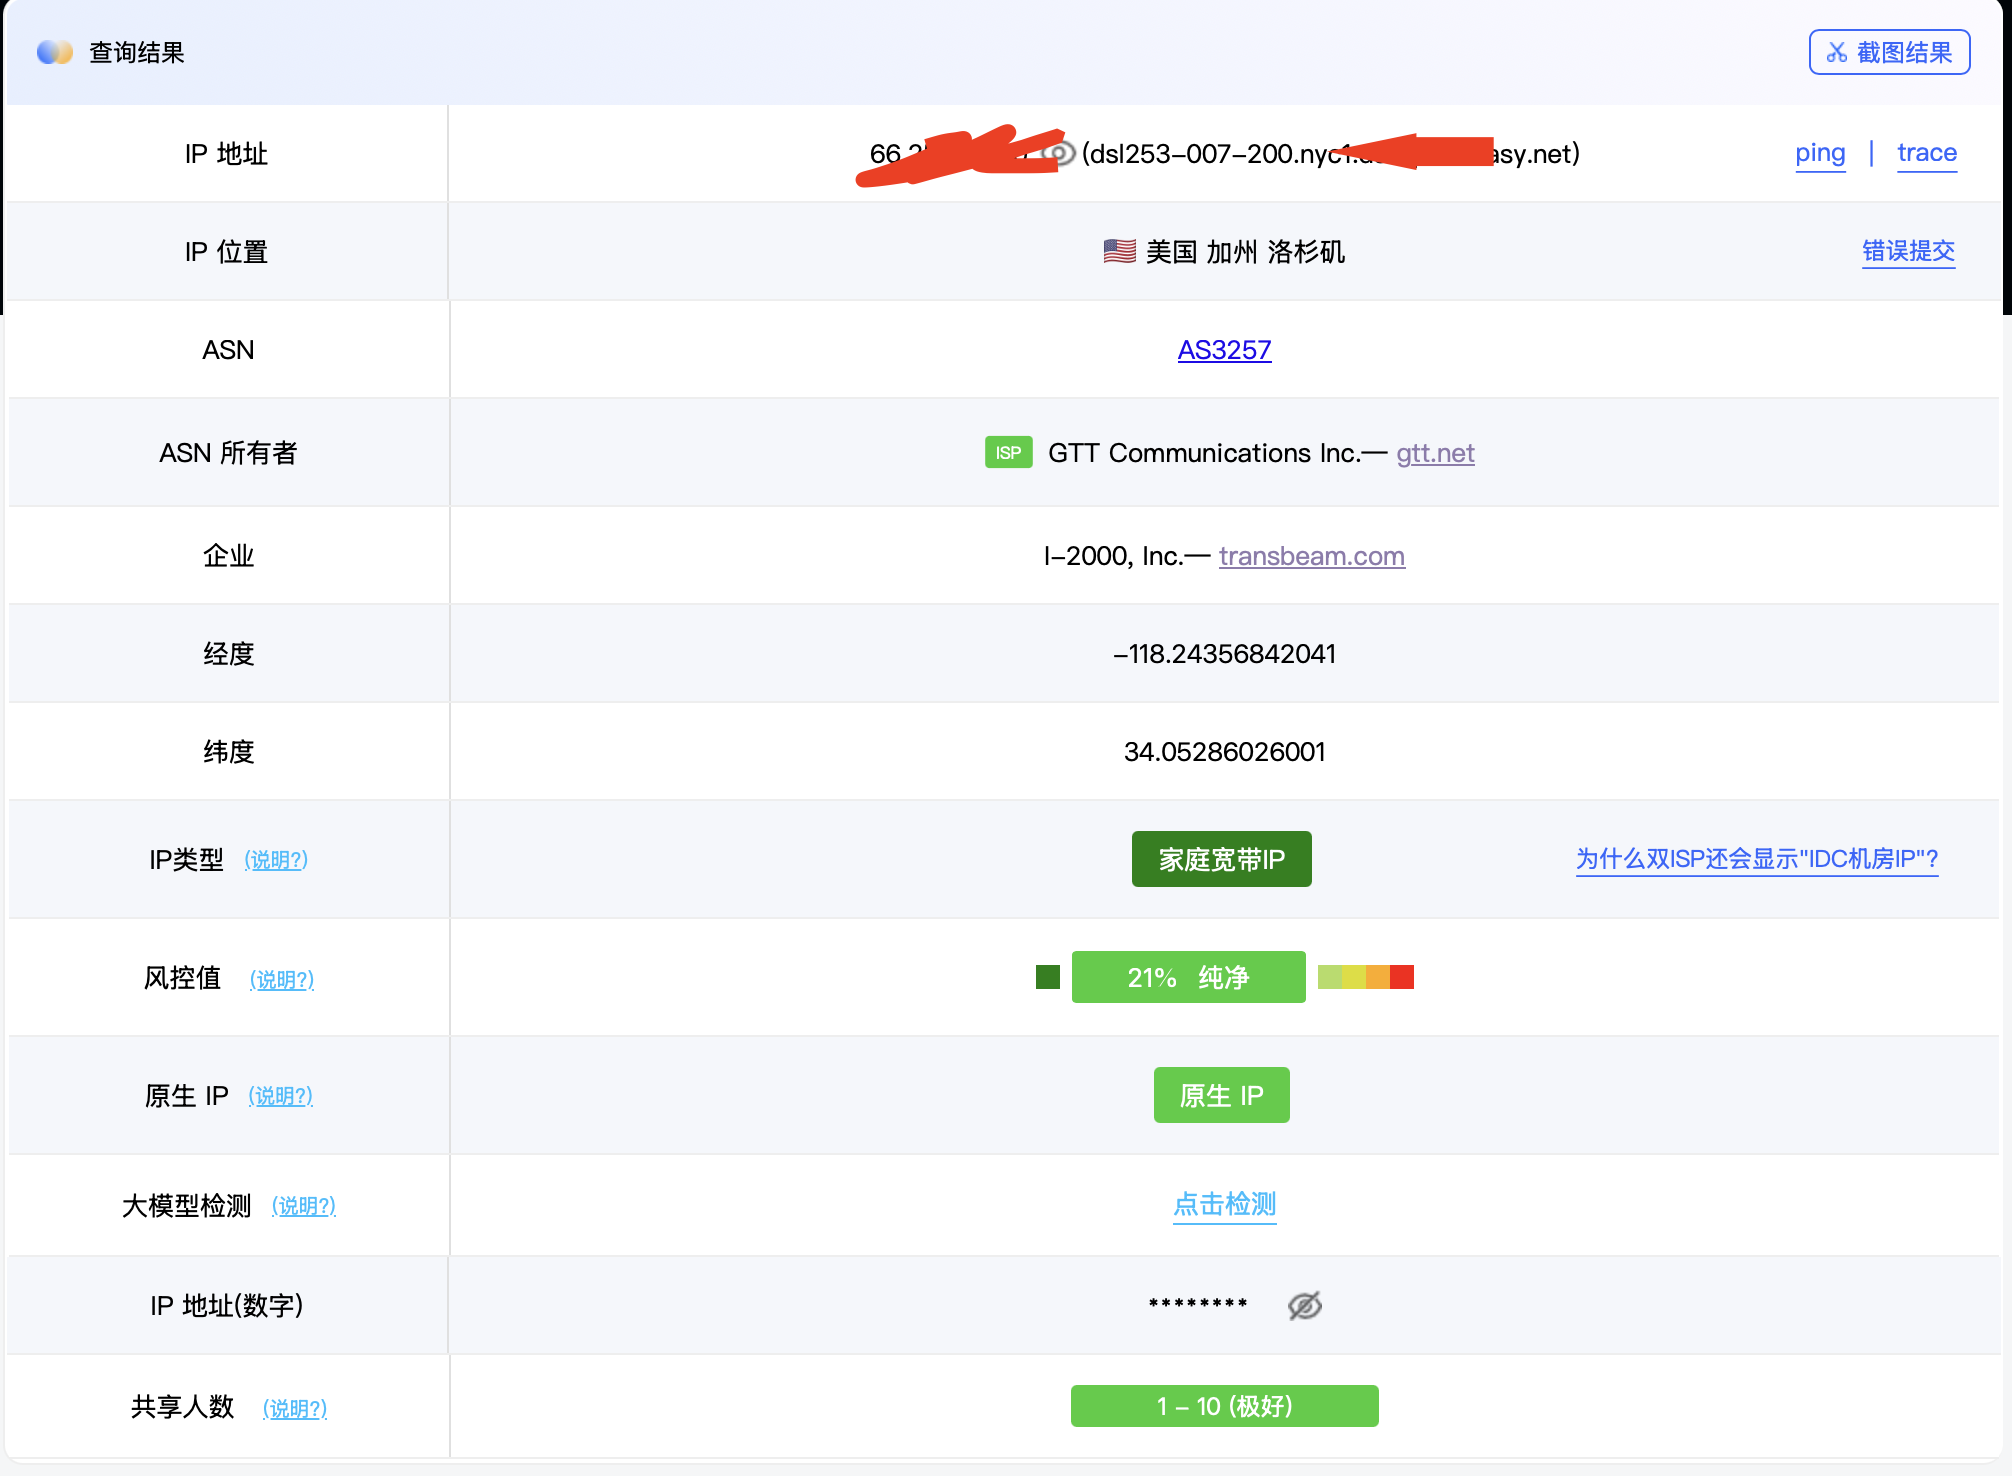 查询结果
截图结果
IP 地址
66.2 (dsl253-007-200.nyc1. asy.net)
ping | trace
IP 位置
🇺🇸 美国 加州 洛杉矶
错误提交
ASN
AS3257
ASN 所有者
ISP GTT Communications Inc.— gtt.net
企业
I-2000, Inc.— transbeam.com
经度
-118.24356842041
纬度
34.05286026001
IP类型 (说明?)
家庭宽带IP
为什么双ISP还会显示"IDC机房IP"?
风控值 (说明?)
21% 纯净
原生 IP (说明?)
原生 IP
大模型检测 (说明?)
点击检测
IP 地址(数字)
********
共享人数 (说明?)
1 - 10 (极好)